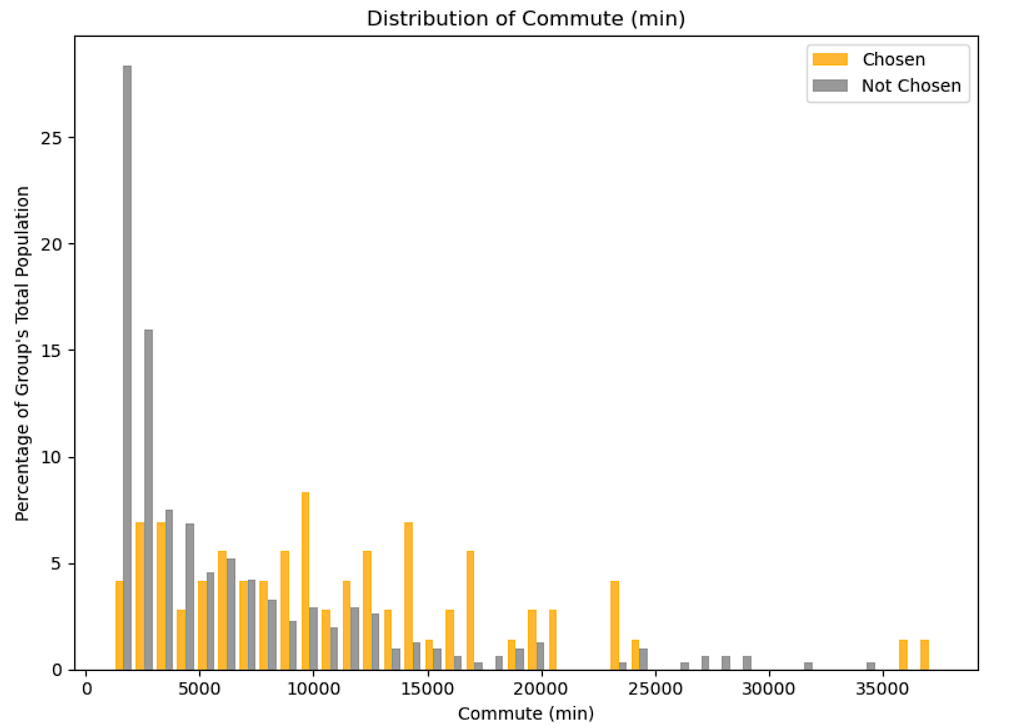 Distribution of Commute (min)
Chosen
Not Chosen
Percentage of Group's Total Population
25
20
15
10
5
0
0 5000 10000 15000 20000 25000 30000 35000
Commute (min)